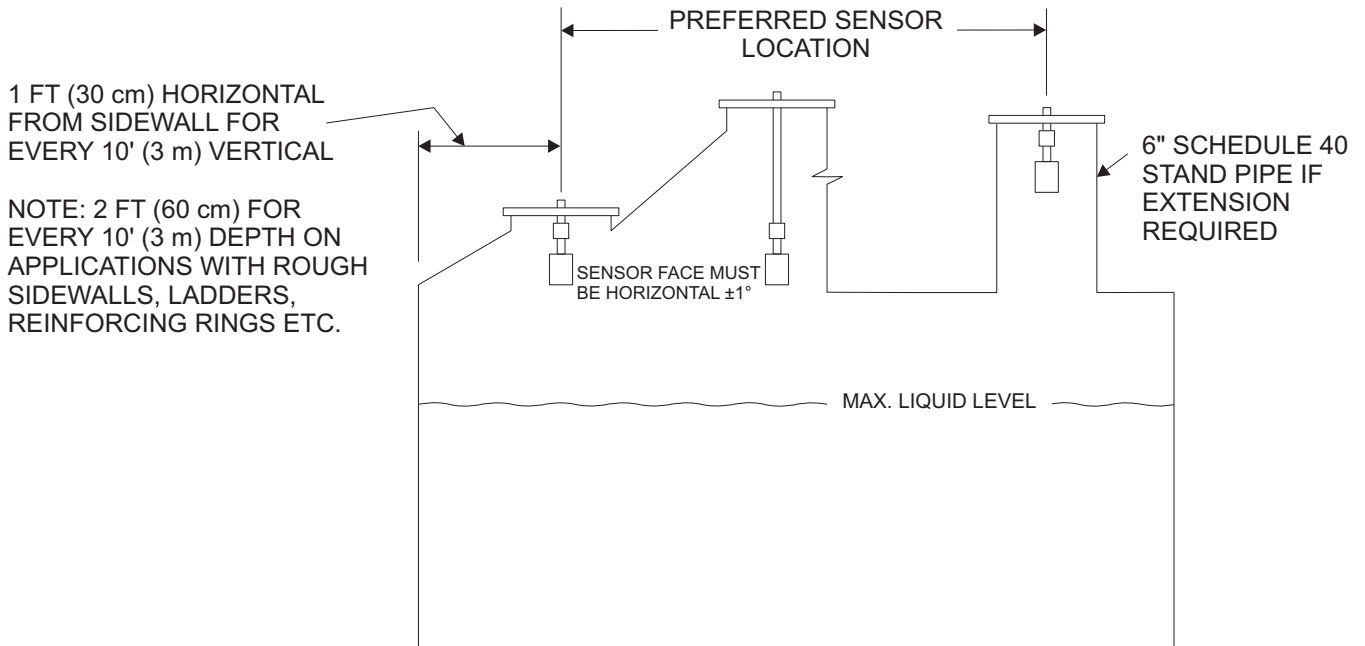 PREFERRED SENSOR
LOCATION
1 FT (30 cm) HORIZONTAL
FROM SIDEWALL FOR
EVERY 10' (3 m) VERTICAL
NOTE: 2 FT (60 cm) FOR
EVERY 10' (3 m) DEPTH ON
APPLICATIONS WITH ROUGH
SIDEWALLS, LADDERS,
REINFORCING RINGS ETC.
6" SCHEDULE 40
STAND PIPE IF
EXTENSION
REQUIRED
SENSOR FACE MUST
BE HORIZONTAL ±1°
MAX. LIQUID LEVEL